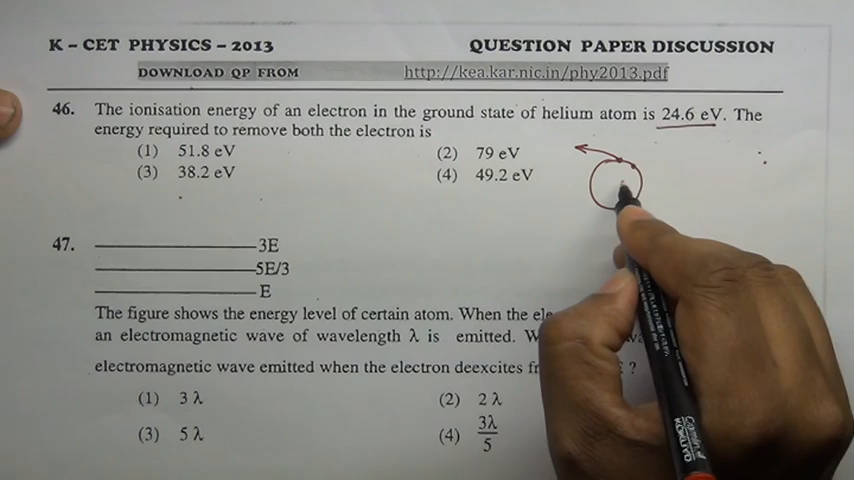 K – CET PHYSICS – 2013 QUESTION PAPER DISCUSSION
DOWNLOAD QP FROM http://kea.kar.nic.in/phy2013.pdf
46. The ionisation energy of an electron in the ground state of helium atom is 24.6 eV. The
energy required to remove both the electron is
(1) 51.8 eV (2) 79 eV
(3) 38.2 eV (4) 49.2 eV
47. 3E
5E/3
E
The figure shows the energy level of certain atom. When the
an electromagnetic wave of wavelength λ is emitted.
electromagnetic wave emitted when the electron deexcites ?
(1) 3 λ (2) 2 λ
(3) 5 λ (4) 3λ/5